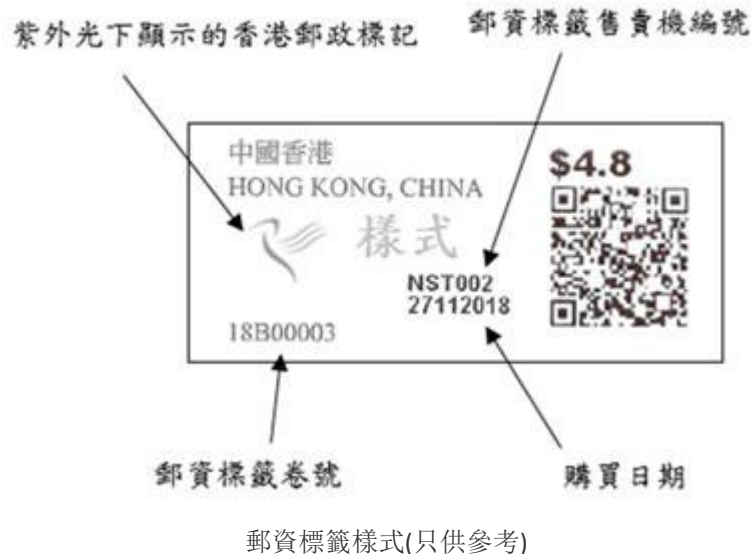 紫外光下顯示的香港郵政標記
郵資標籤售賣機編號
中國香港
HONG KONG, CHINA
$4.8
樣式
NST002
27112018
18B00003
郵資標籤卷號
購買日期
郵資標籤樣式(只供參考)